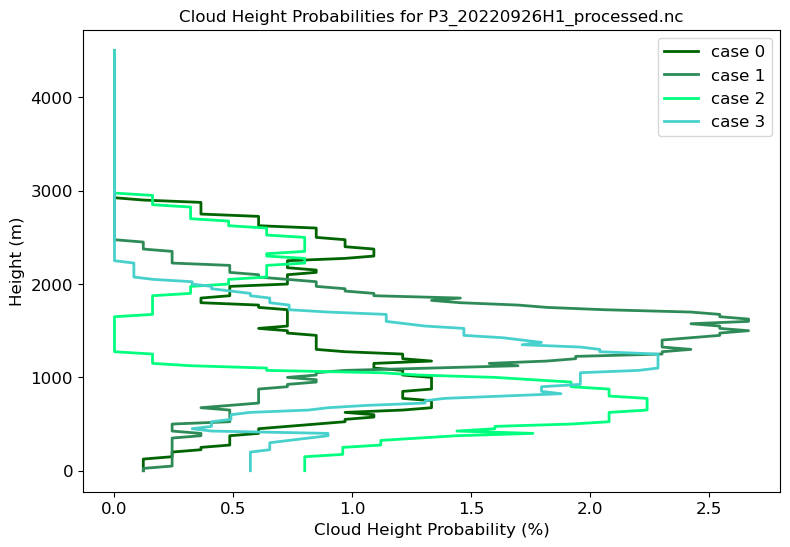 Cloud Height Probabilities for P3_20220926H1_processed.nc
case 0
case 1
case 2
case 3
4000
3000
2000
1000
0
Height (m)
0.0 0.5 1.0 1.5 2.0 2.5
Cloud Height Probability (%)